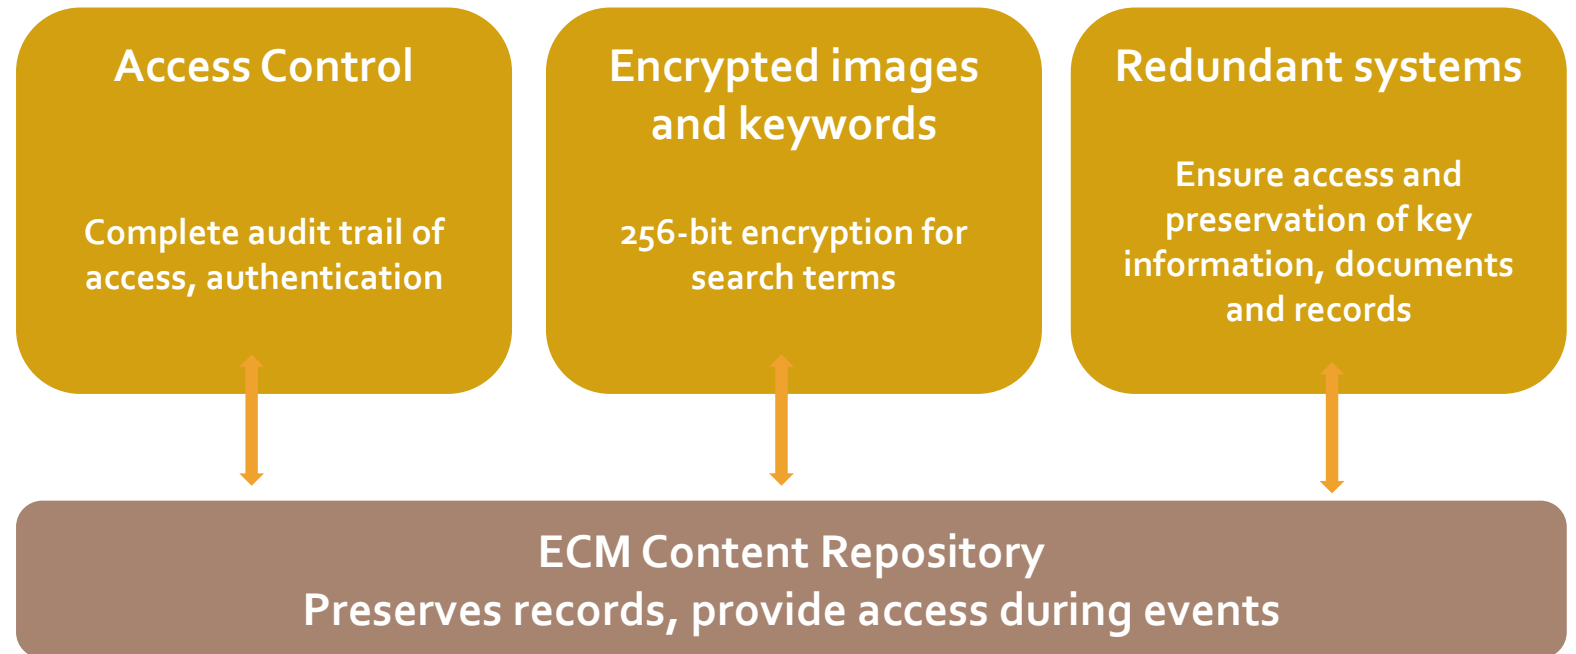 Access Control
Complete audit trail of
access, authentication
Encrypted images
and keywords
256-bit encryption for
search terms
Redundant systems
Ensure access and
preservation of key
information, documents
and records
ECM Content Repository
Preserves records, provide access during events